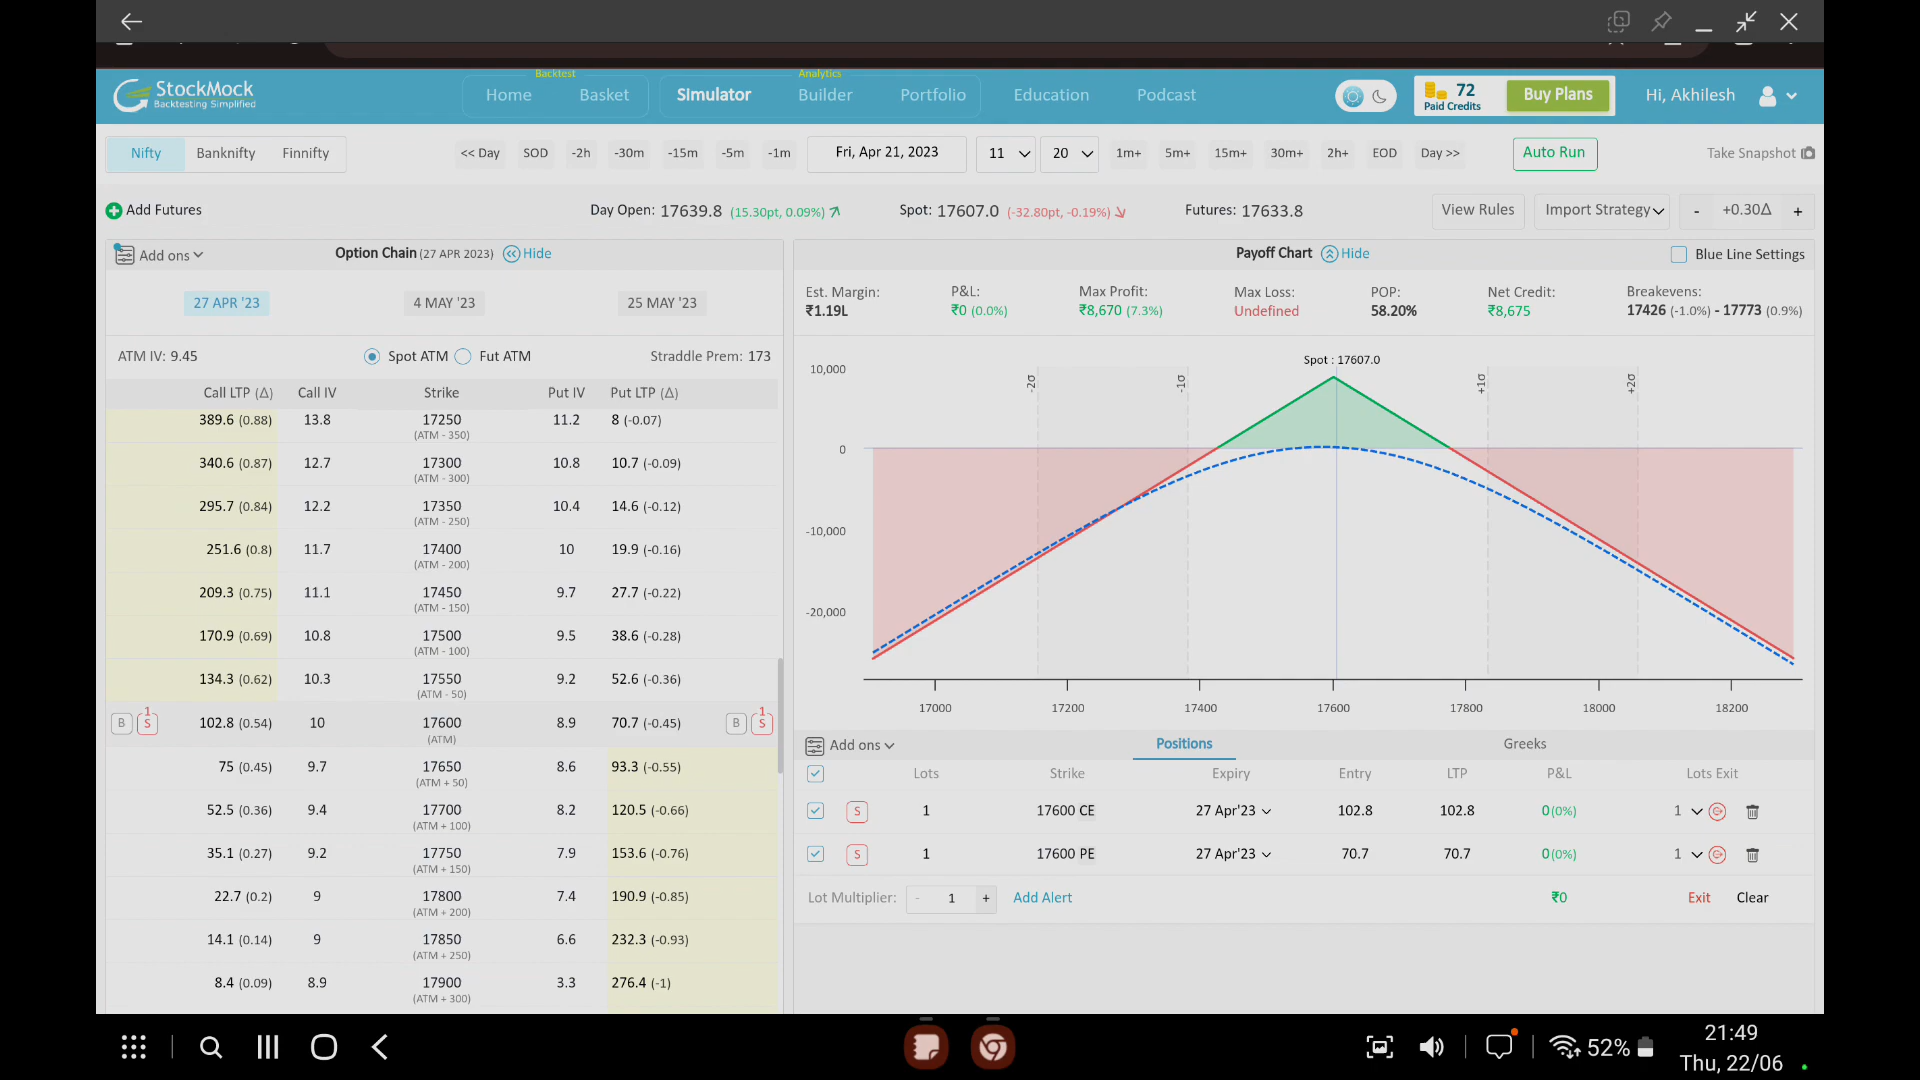 StockMock
Backtesting Simplified
Backtest
Home Basket
Simulator
Analytics
Builder Portfolio
Education Podcast
72
Paid Credits
Buy Plans
Hi, Akhilesh
Nifty Banknifty Finnifty
<< Day SOD -2h -30m -15m -5m -1m Fri, Apr 21, 2023 11 20 1m+ 5m+ 15m+ 30m+ 2h+ EOD Day >>
Auto Run
Take Snapshot
Add Futures
Day Open: 17639.8 (15.30pt, 0.09%)
Spot: 17607.0 (-32.80pt, -0.19%)
Futures: 17633.8
View Rules
Import Strategy
- +0.30Δ +
Add ons
Option Chain (27 APR 2023) Hide
27 APR '23 4 MAY '23 25 MAY '23
ATM IV: 9.45 Spot ATM Fut ATM Straddle Prem: 173
Call LTP (Δ) Call IV Strike Put IV Put LTP (Δ)
389.6 (0.88) 13.8 17250 11.2 8 (-0.07)
(ATM - 350)
340.6 (0.87) 12.7 17300 10.8 10.7 (-0.09)
(ATM - 300)
295.7 (0.84) 12.2 17350 10.4 14.6 (-0.12)
(ATM - 250)
251.6 (0.8) 11.7 17400 10 19.9 (-0.16)
(ATM - 200)
209.3 (0.75) 11.1 17450 9.7 27.7 (-0.22)
(ATM - 150)
170.9 (0.69) 10.8 17500 9.5 38.6 (-0.28)
(ATM - 100)
134.3 (0.62) 10.3 17550 9.2 52.6 (-0.36)
(ATM - 50)
1 1
B S 102.8 (0.54) 10 17600 8.9 70.7 (-0.45) B S
(ATM)
75 (0.45) 9.7 17650 8.6 93.3 (-0.55)
(ATM + 50)
52.5 (0.36) 9.4 17700 8.2 120.5 (-0.66)
(ATM + 100)
35.1 (0.27) 9.2 17750 7.9 153.6 (-0.76)
(ATM + 150)
22.7 (0.2) 9 17800 7.4 190.9 (-0.85)
(ATM + 200)
14.1 (0.14) 9 17850 6.6 232.3 (-0.93)
(ATM + 250)
8.4 (0.09) 8.9 17900 3.3 276.4 (-1)
(ATM + 300)
Payoff Chart Hide
Blue Line Settings
Est. Margin: P&L: Max Profit: Max Loss: POP: Net Credit: Breakevens:
₹1.19L ₹0 (0.0%) ₹8,670 (7.3%) Undefined 58.20% ₹8,675 17426 (-1.0%) - 17773 (0.9%)
Spot : 17607.0
-2σ -1σ +1σ +2σ
10,000
0
-10,000
-20,000
17000 17200 17400 17600 17800 18000 18200
Add ons Positions Greeks
Lots Strike Expiry Entry LTP P&L Lots Exit
S 1 17600 CE 27 Apr'23 102.8 102.8 0(0%) 1
S 1 17600 PE 27 Apr'23 70.7 70.7 0(0%) 1
Lot Multiplier: - 1 + Add Alert ₹0 Exit Clear
52%
21:49
Thu, 22/06